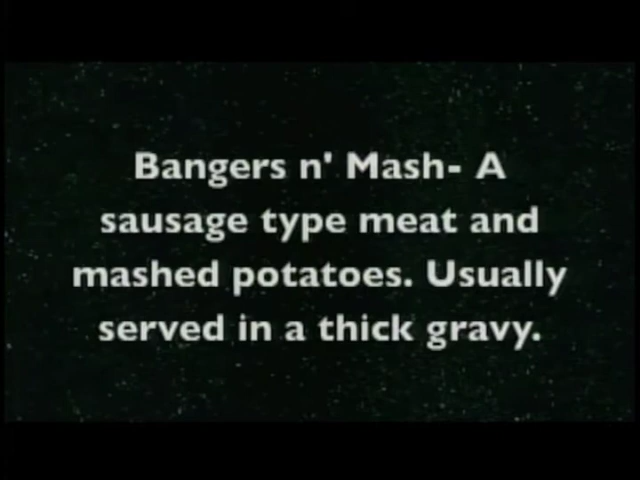 Bangers n' Mash- A
sausage type meat and
mashed potatoes. Usually
served in a thick gravy.